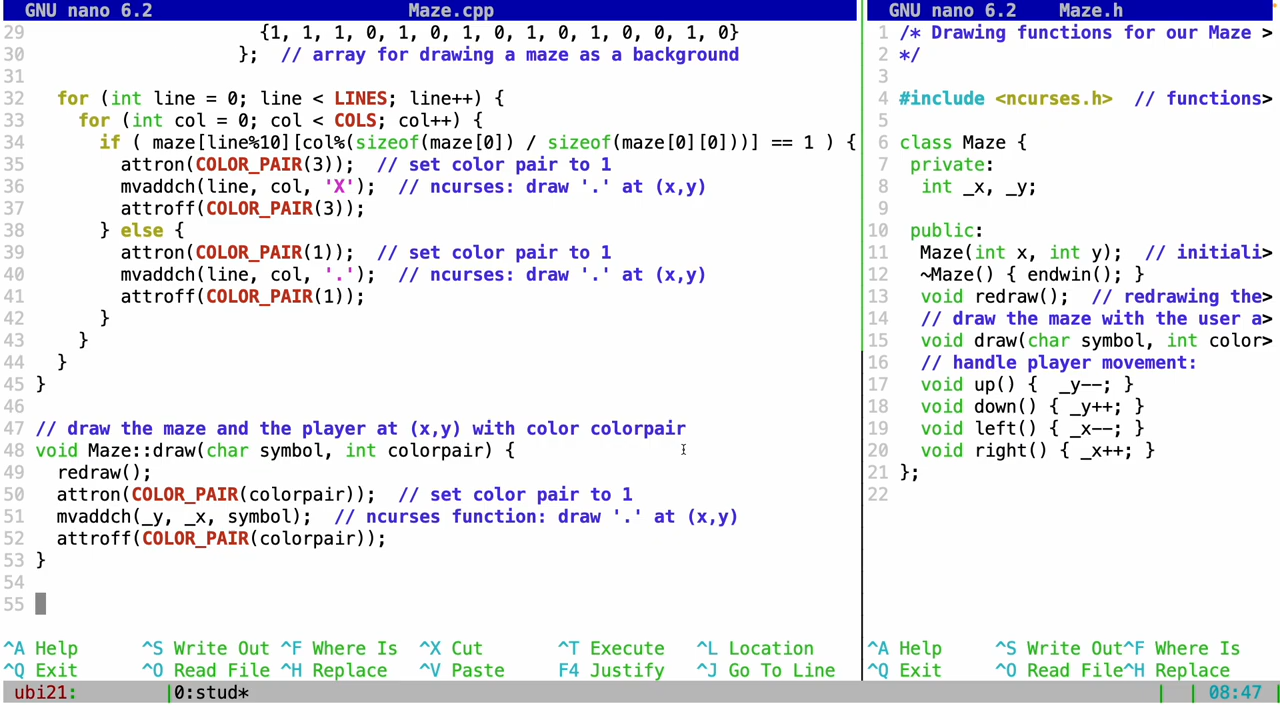 GNU nano 6.2 Maze.cpp
29 {1, 1, 1, 0, 1, 0, 1, 0, 1, 0, 1, 0, 0, 1, 0}
30 }; // array for drawing a maze as a background
31
32 for (int line = 0; line < LINES; line++) {
33 for (int col = 0; col < COLS; col++) {
34 if ( maze[line%10][col%(sizeof(maze[0]) / sizeof(maze[0][0]))] == 1 ) {
35 attron(COLOR_PAIR(3)); // set color pair to 1
36 mvaddch(line, col, 'X'); // ncurses: draw '.' at (x,y)
37 attroff(COLOR_PAIR(3));
38 } else {
39 attron(COLOR_PAIR(1)); // set color pair to 1
40 mvaddch(line, col, '.'); // ncurses: draw '.' at (x,y)
41 attroff(COLOR_PAIR(1));
42 }
43 }
44 }
45 }
46
47 // draw the maze and the player at (x,y) with color colorpair
48 void Maze::draw(char symbol, int colorpair) {
49 redraw();
50 attron(COLOR_PAIR(colorpair)); // set color pair to 1
51 mvaddch(_y, _x, symbol); // ncurses function: draw '.' at (x,y)
52 attroff(COLOR_PAIR(colorpair));
53 }
54
55
^A Help ^S Write Out ^F Where Is ^X Cut ^T Execute ^L Location
^Q Exit ^O Read File ^H Replace ^V Paste F4 Justify ^J Go To Line
GNU nano 6.2 Maze.h
1 /* Drawing functions for our Maze >
2 */
3
4 #include <ncurses.h> // functions>
5
6 class Maze {
7 private:
8 int _x, _y;
9
10 public:
11 Maze(int x, int y); // initiali>
12 ~Maze() { endwin(); }
13 void redraw(); // redrawing the>
14 // draw the maze with the user a>
15 void draw(char symbol, int color>
16 // handle player movement:
17 void up() { _y--; }
18 void down() { _y++; }
19 void left() { _x--; }
20 void right() { _x++; }
21 };
22
^A Help ^S Write Out^F Where Is
^Q Exit ^O Read File^H Replace
ubi21: |0:stud* | | 08:47 |